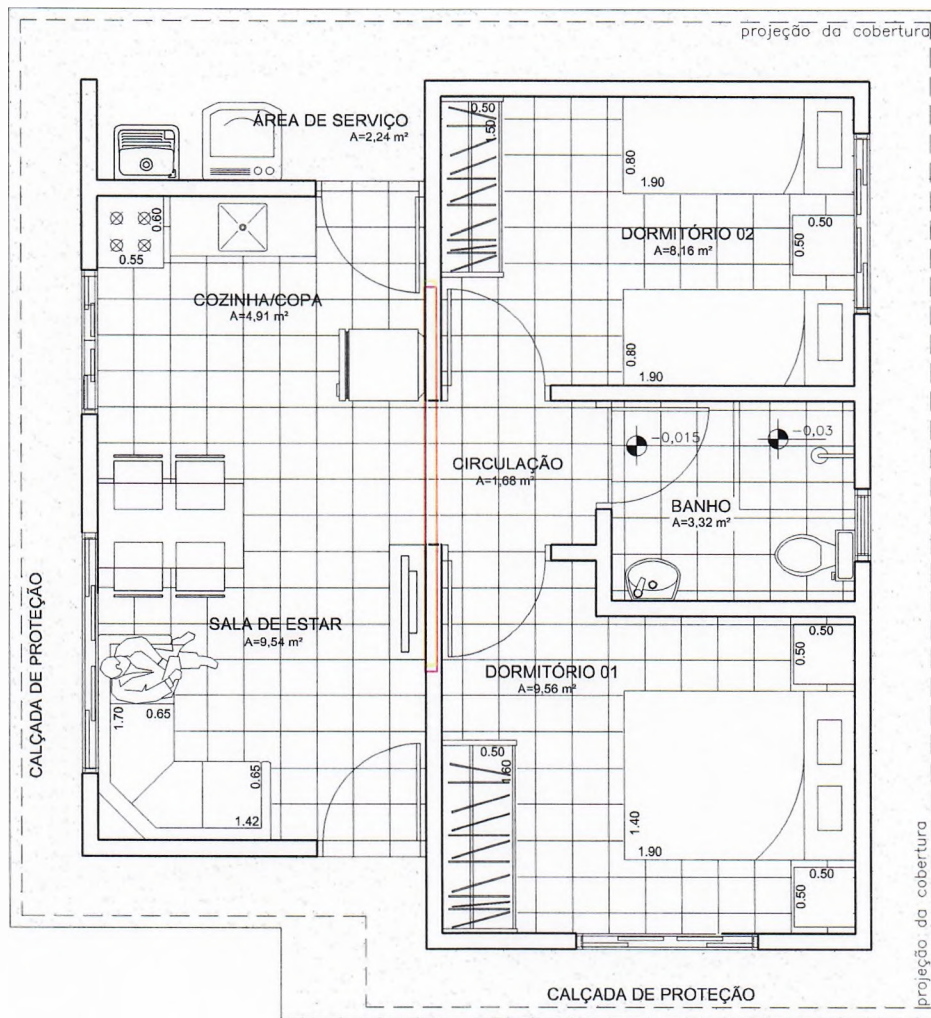 projeção da cobertura
ÁREA DE SERVIÇO
A=2,24 m²
0.50
1.50
0.80
1.90
0.60
0.55
DORMITÓRIO 02
A=8,16 m²
0.50
0.50
COZINHA/COPA
A=4,91 m²
0.80
1.90
-0,015
-0,03
CIRCULAÇÃO
A=1,68 m²
BANHO
A=3,32 m²
SALA DE ESTAR
A=9,54 m²
CALÇADA DE PROTEÇÃO
0.50
0.50
DORMITÓRIO 01
A=9,56 m²
1.70
0.65
0.65
1.42
0.50
1.60
1.40
1.90
0.50
0.50
projeção da cobertura
CALÇADA DE PROTEÇÃO